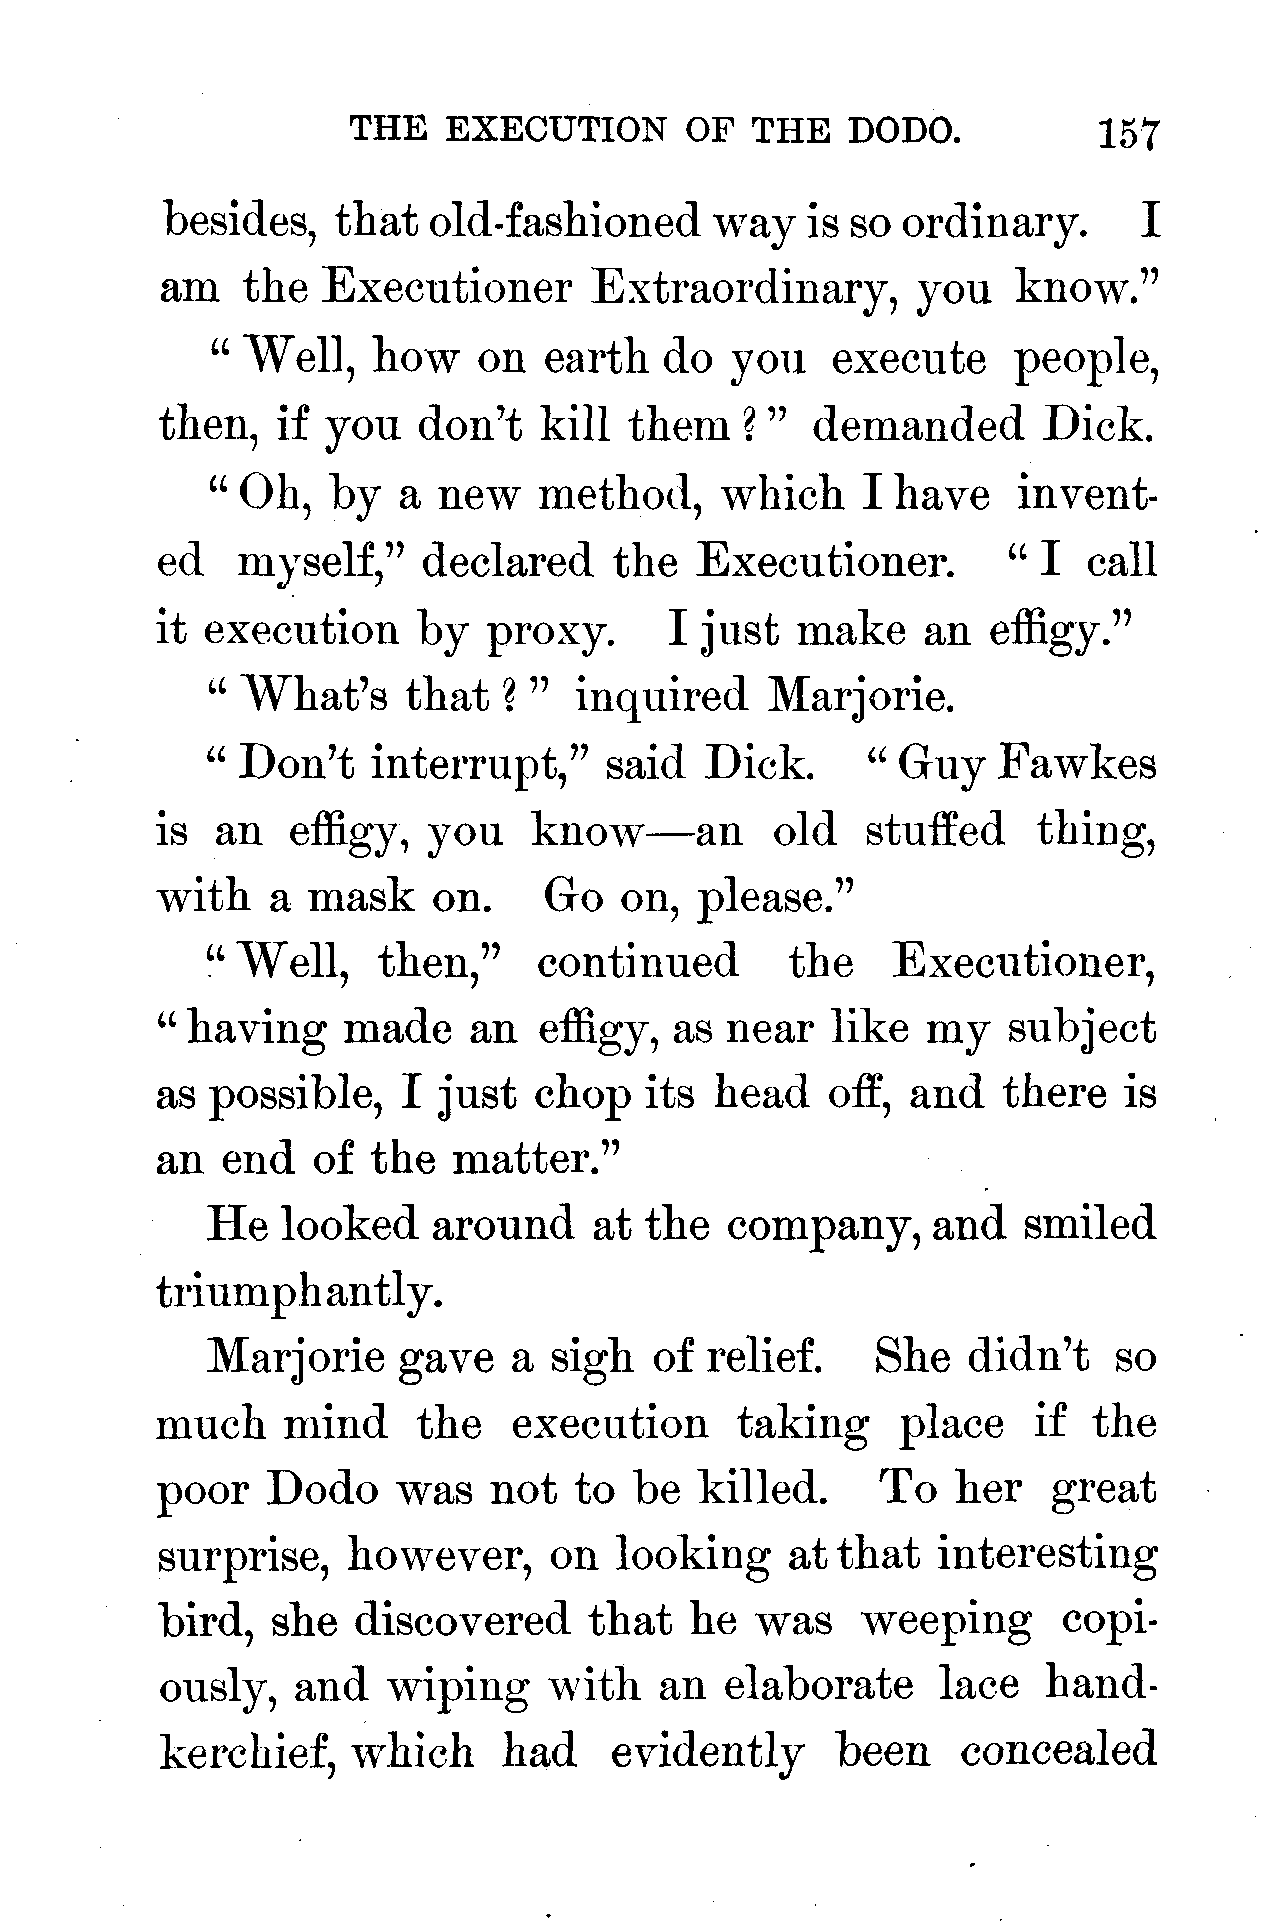 THE EXECUTION OF THE DODO. 157
besides, that old-fashioned way is so ordinary. I
am the Executioner Extraordinary, you know.”
“ Well, how on earth do you execute people,
then, if you don't kill them ? ” demanded Dick.
“ Oh, by a new method, which I have invent-
ed myself,” declared the Executioner. “ I call
it execution by proxy. I just make an effigy.”
“ What's that ? ” inquired Marjorie.
“ Don't interrupt,” said Dick. “ Guy Fawkes
is an effigy, you know—an old stuffed thing,
with a mask on. Go on, please.”
“ Well, then,” continued the Executioner,
“ having made an effigy, as near like my subject
as possible, I just chop its head off, and there is
an end of the matter.”
He looked around at the company, and smiled
triumphantly.
Marjorie gave a sigh of relief. She didn't so
much mind the execution taking place if the
poor Dodo was not to be killed. To her great
surprise, however, on looking at that interesting
bird, she discovered that he was weeping copi-
ously, and wiping with an elaborate lace hand-
kerchief, which had evidently been concealed